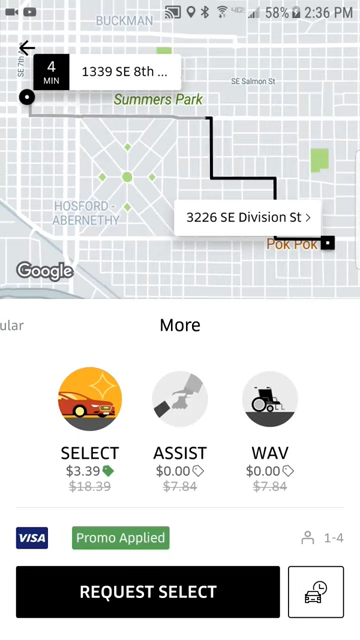 58% 2:36 PM
BUCKMAN
SE 7th
4
MIN
1339 SE 8th ...
SE Salmon St
Summers Park
HOSFORD-
ABERNETHY
3226 SE Division St >
Pok Pok
Google
ular
More
SELECT
ASSIST
WAV
$3.39
$0.00
$0.00
$18.39
$7.84
$7.84
VISA
Promo Applied
1-4
REQUEST SELECT